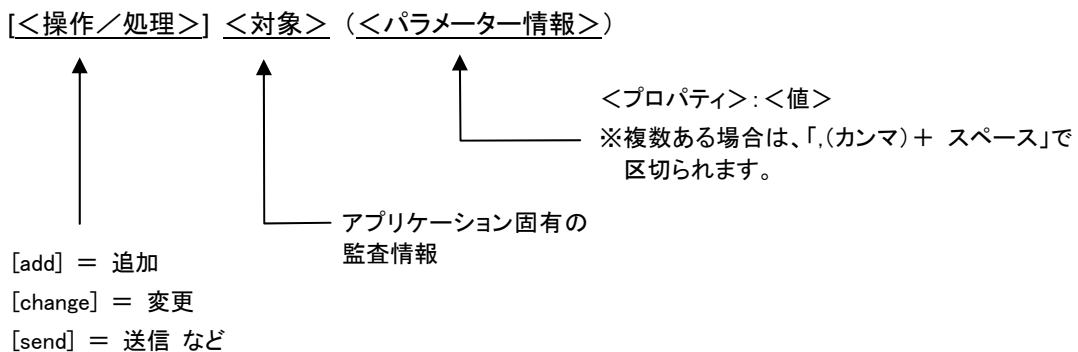 [＜操作／処理＞] ＜対象＞ （＜パラメーター情報＞）
＜プロパティ＞：＜値＞
※複数ある場合は、「,(カンマ)＋ スペース」で
区切られます。
アプリケーション固有の
監査情報
[add] ＝ 追加
[change] ＝ 変更
[send] ＝ 送信 など